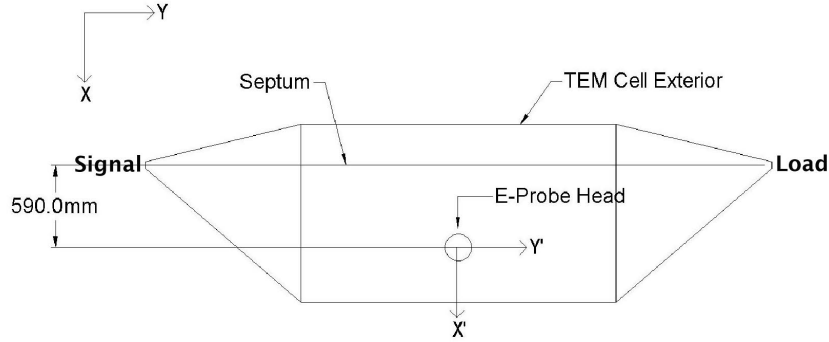 Y
X
Septum
TEM Cell Exterior
Signal
Load
590.0mm
E-Probe Head
Y'
X'